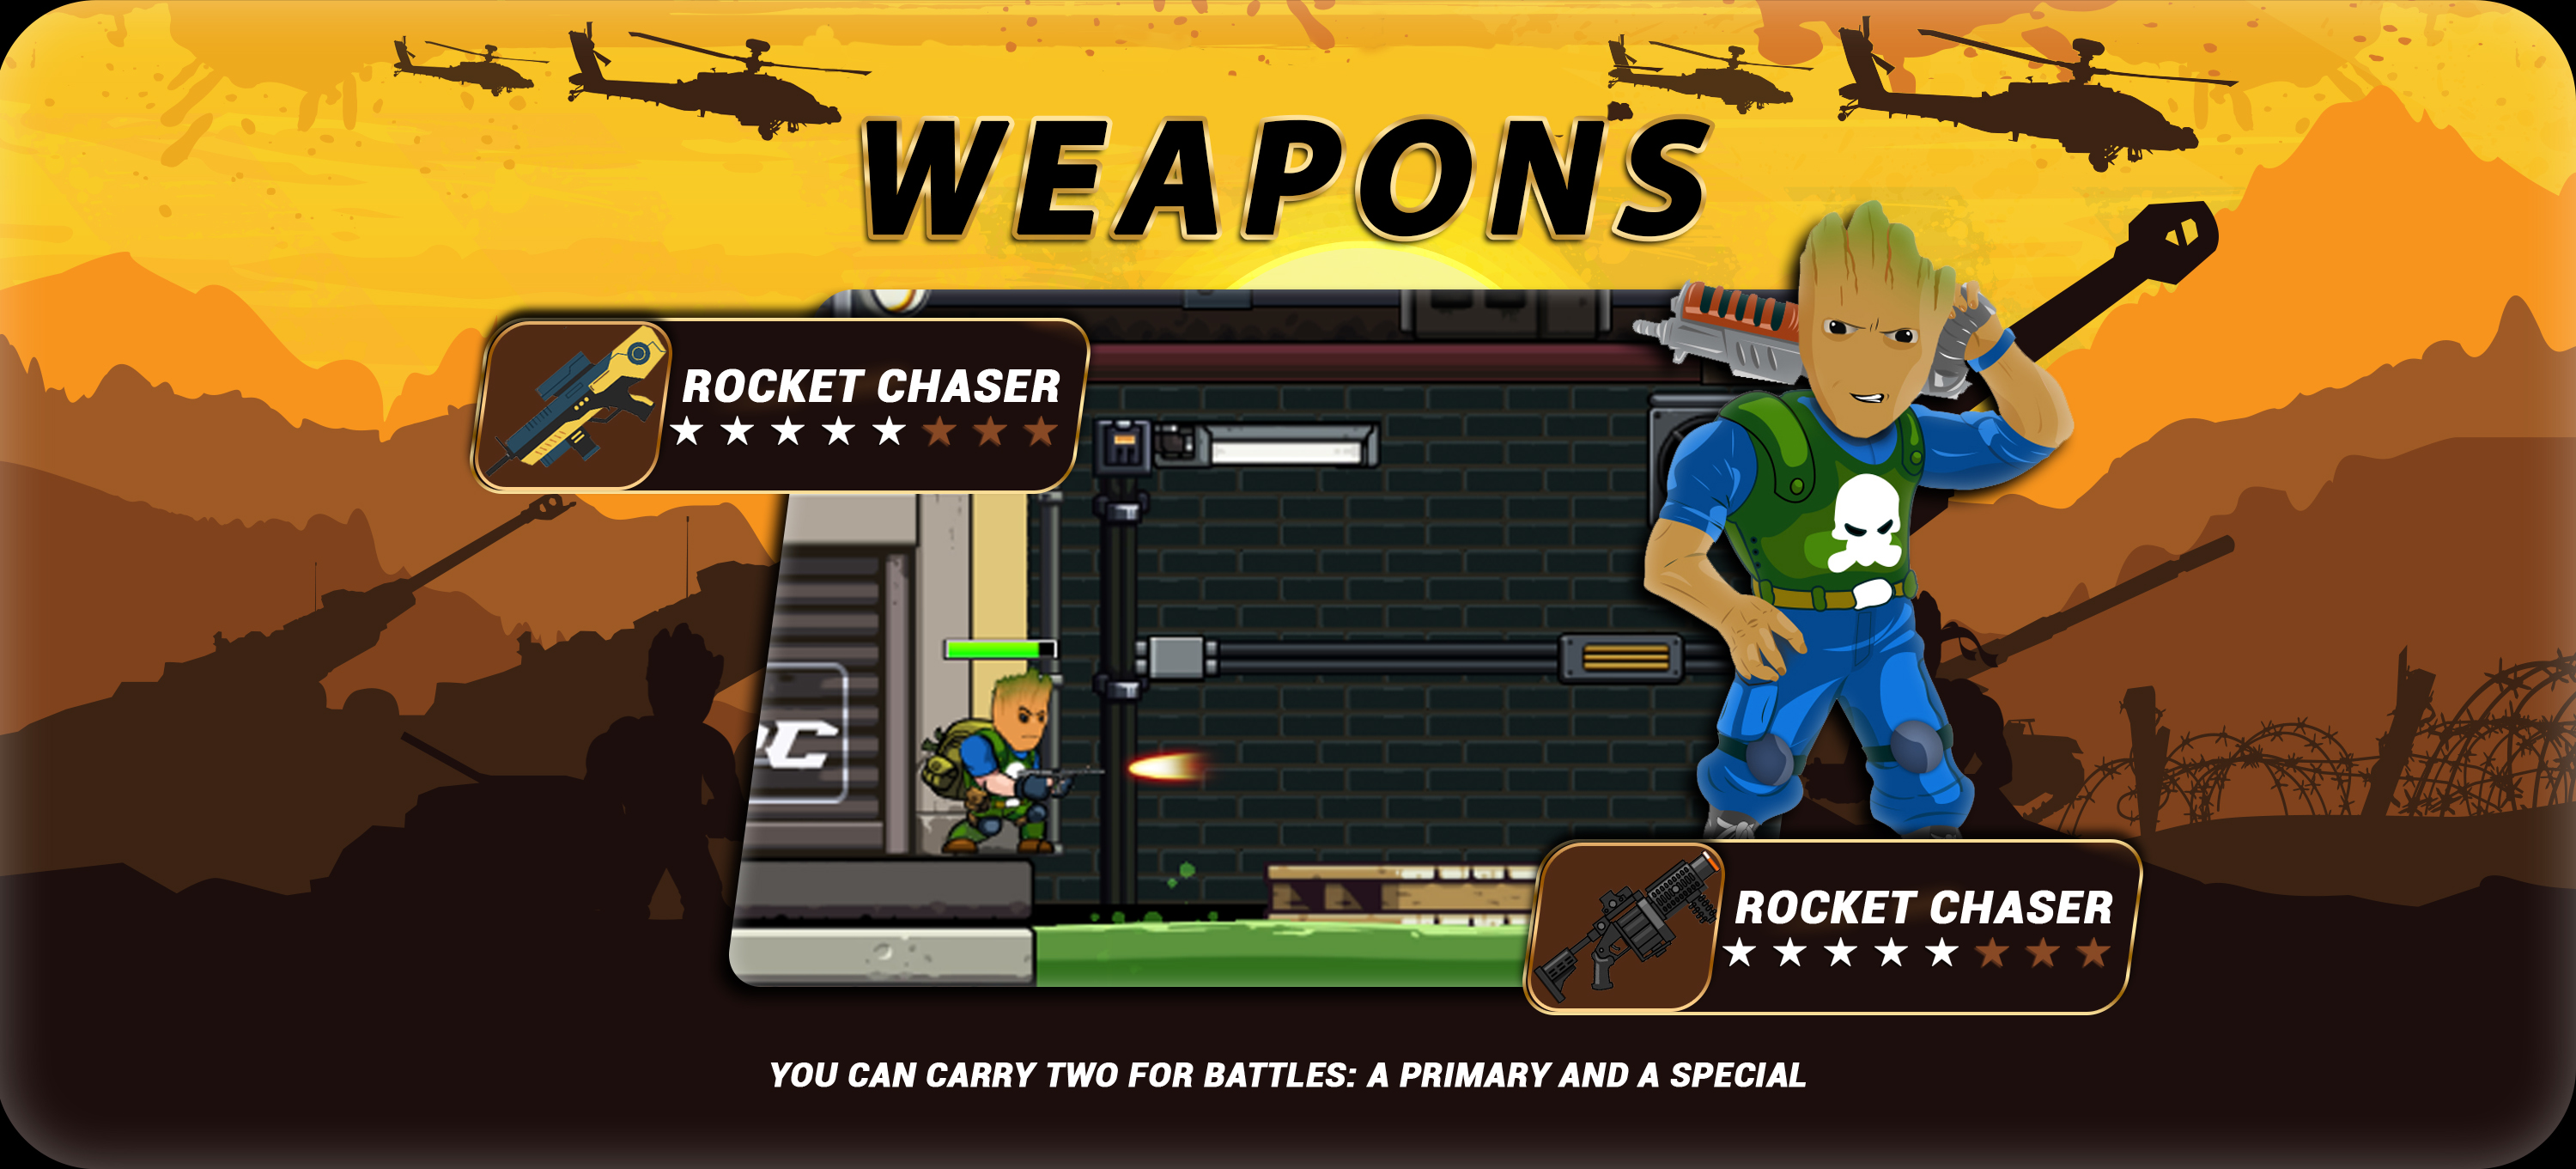 WEAPONS
ROCKET CHASER
ROCKET CHASER
YOU CAN CARRY TWO FOR BATTLES: A PRIMARY AND A SPECIAL